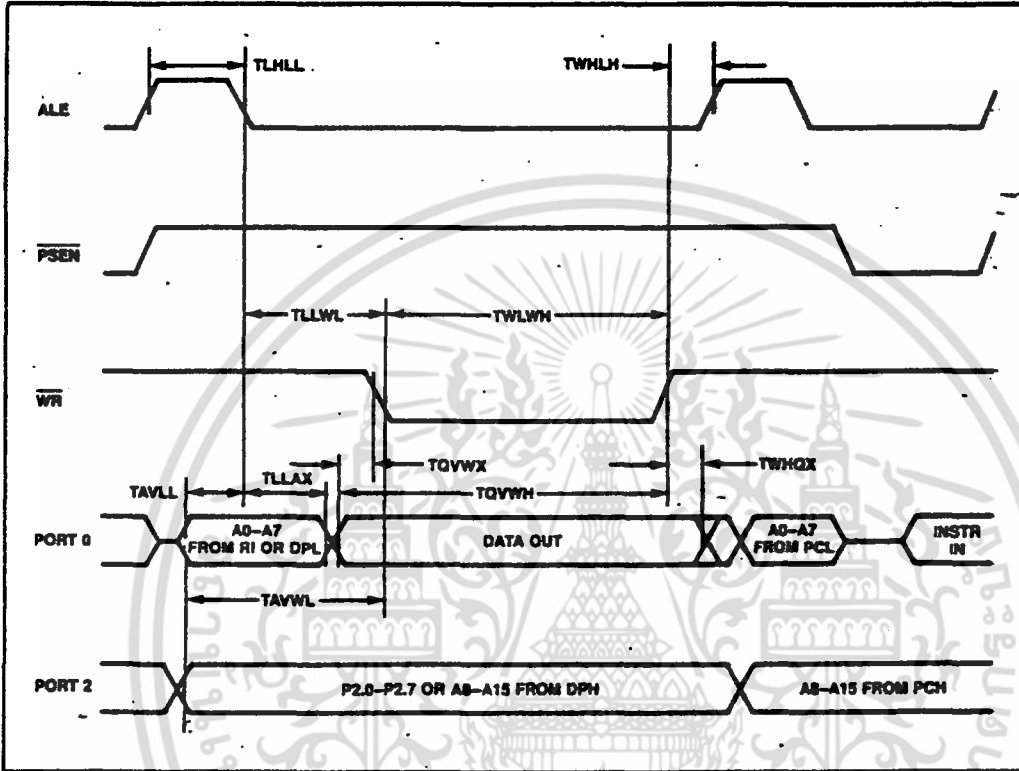 TLHLL
TWHLH
ALE
PSEN
TLLWL
TWLWH
WR
TQVWX
TWHQX
TAVLL
TLLAX
TQVWH
PORT 0
A0–A7
FROM RI OR DPL
DATA OUT
A0–A7
FROM PCL
INSTR
IN
TAVWL
PORT 2
P2.0–P2.7 OR A8–A15 FROM DPH
A8–A15 FROM PCH